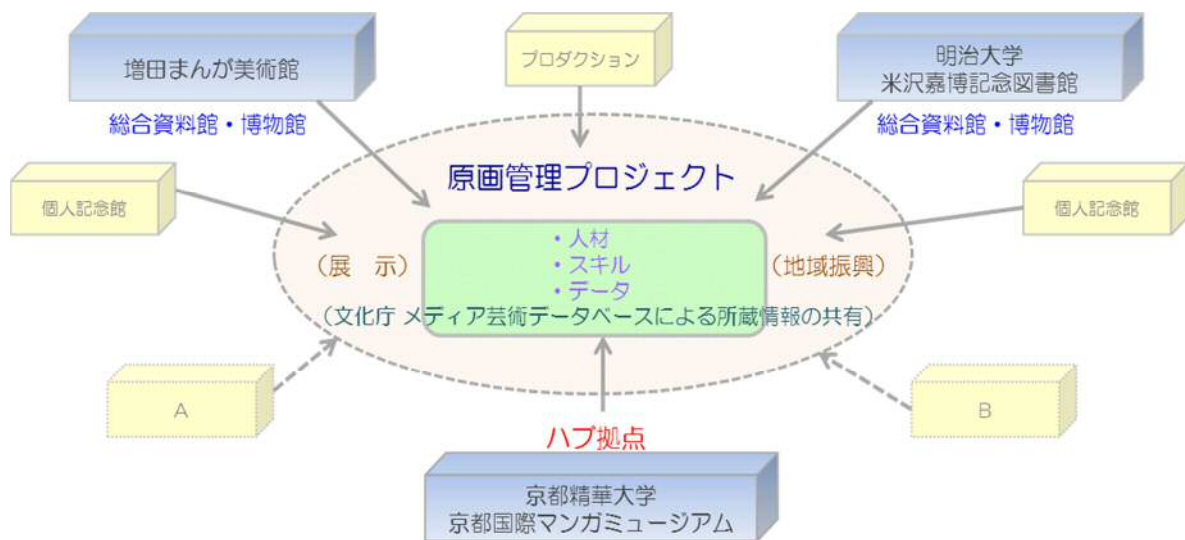 増田まんが美術館
プロダクション
明治大学
米沢嘉博記念図書館
総合資料館・博物館
総合資料館・博物館
原画管理プロジェクト
個人記念館
個人記念館
・人材
・スキル
・データ
（展　示）
（地域振興）
（文化庁 メディア芸術データベースによる所蔵情報の共有）
A
B
ハブ拠点
京都精華大学
京都国際マンガミュージアム